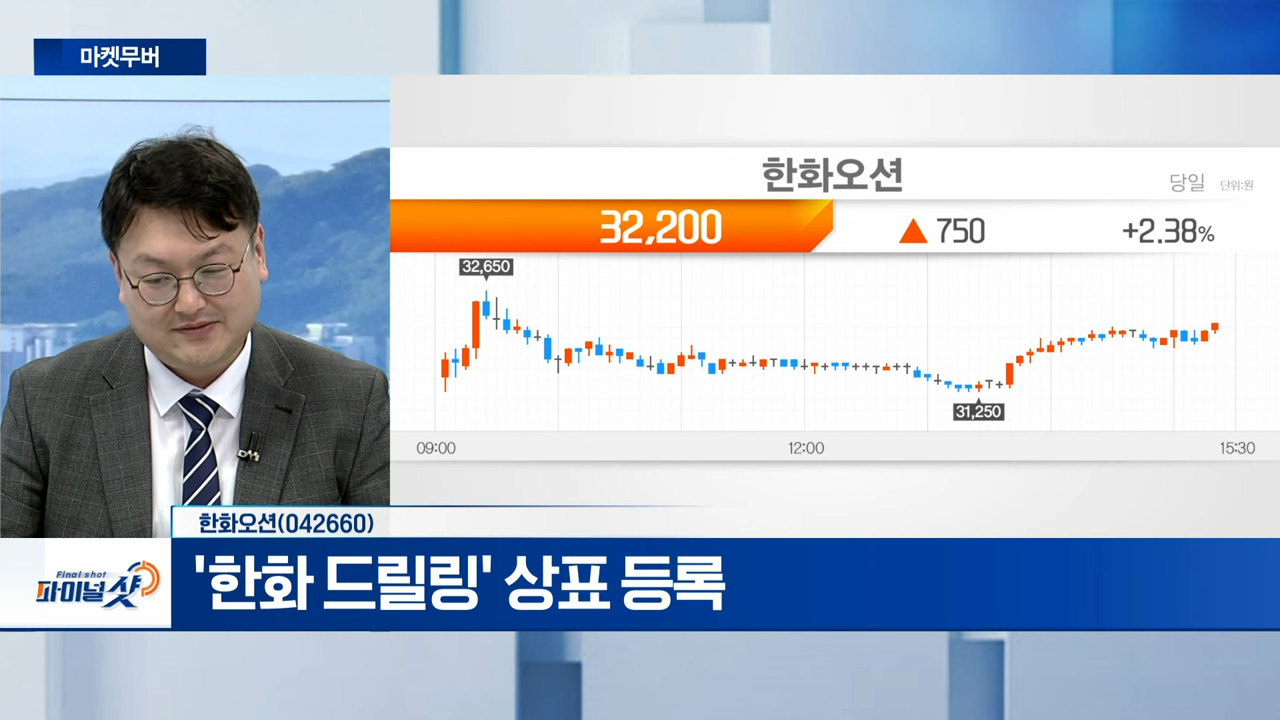 마켓무버
한화오션
당일 단위:원
32,200 ▲ 750 +2.38%
32,650
31,250
09:00 12:00 15:30
한화오션(042660)
Final shot
파이널샷
'한화 드릴링' 상표 등록